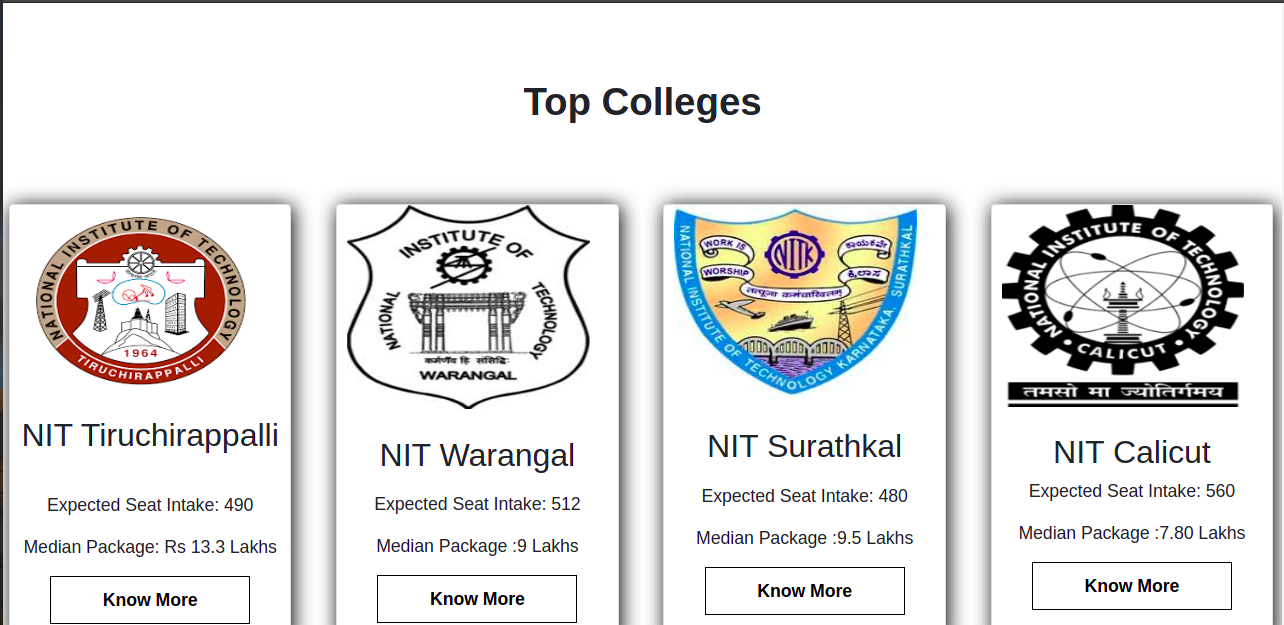 Top Colleges
NATIONAL INSTITUTE OF TECHNOLOGY
1964
TIRUCHIRAPPALLI
NIT Tiruchirappalli
Expected Seat Intake: 490
Median Package: Rs 13.3 Lakhs
Know More
INSTITUTE OF
NATIONAL
TECHNOLOGY
कर्मणौव हि संसिद्धि:
WARANGAL
NIT Warangal
Expected Seat Intake: 512
Median Package :9 Lakhs
Know More
NITK
WORK IS
WORSHIP
ಕಾಯಕವೇ
ಕೈಲಾಸ
NATIONAL INSTITUTE OF TECHNOLOGY KARNATAKA, SURATHKAL
NIT Surathkal
Expected Seat Intake: 480
Median Package :9.5 Lakhs
Know More
NATIONAL INSTITUTE OF TECHNOLOGY
• CALICUT •
तमसो मा ज्योतिर्गमय
NIT Calicut
Expected Seat Intake: 560
Median Package :7.80 Lakhs
Know More